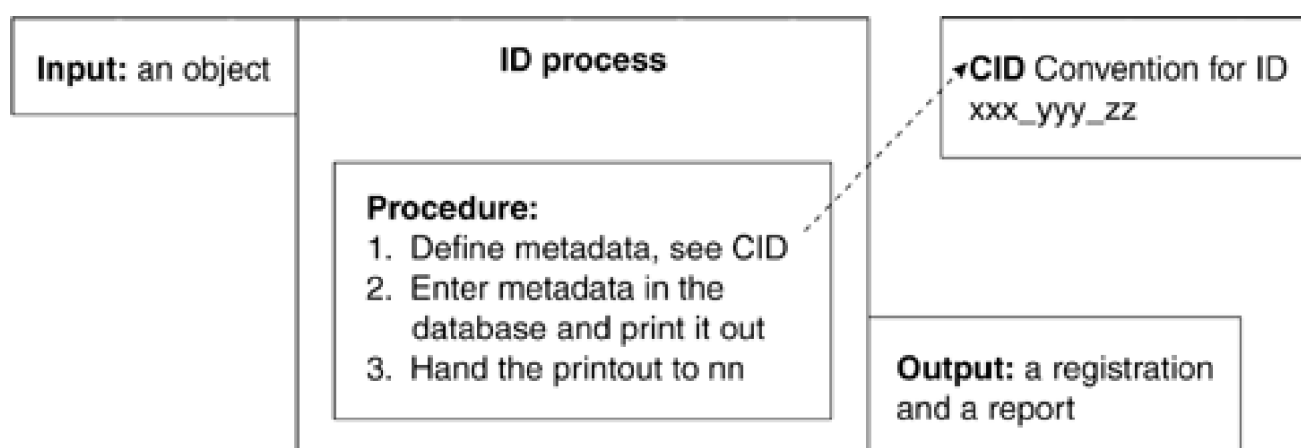 Input: an object
ID process
CID Convention for ID
xxx_yyy_zz
Procedure:
1. Define metadata, see CID
2. Enter metadata in the
database and print it out
3. Hand the printout to nn
Output: a registration
and a report